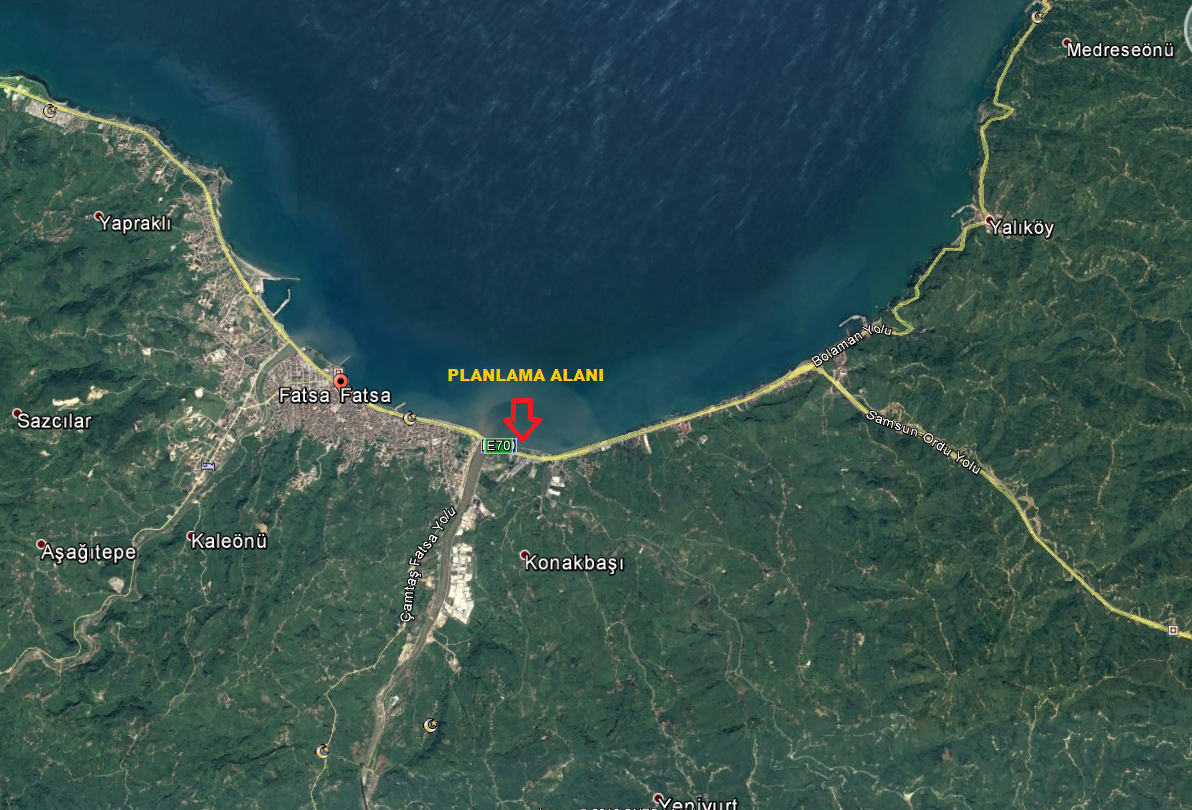 Medreseönü
Yapraklı
Yalıköy
Bolaman Yolu
PLANLAMA ALANI
Fatsa Fatsa
Sazcılar
E70
Samsun-Ordu Yolu
Çamtaş Fatsa Yolu
Kaleönü
Aşağıtepe
Konakbaşı
Yeniyurt